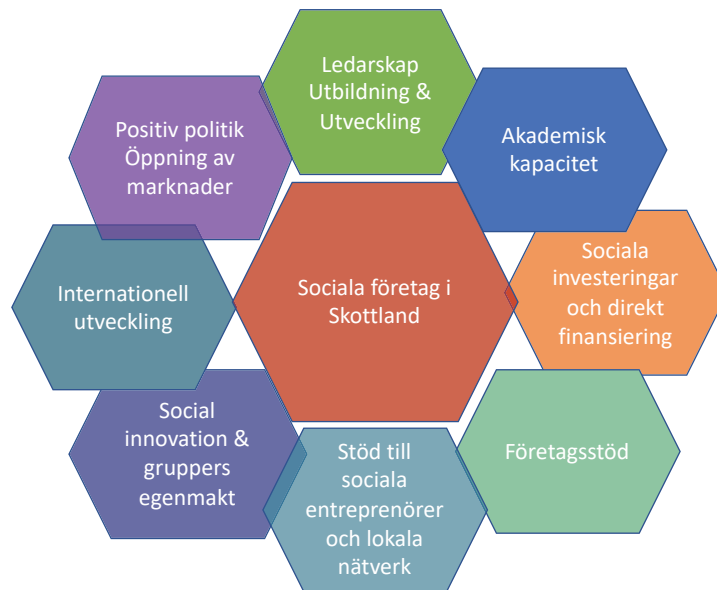 Ledarskap
Utbildning &
Utveckling
Positiv politik
Öppning av
marknader
Akademisk
kapacitet
Sociala
investeringar
och direkt
finansiering
Internationell
utveckling
Sociala företag i
Skottland
Social
innovation &
gruppers
egenmakt
Stöd till
sociala
entreprenörer
och lokala
nätverk
Företagsstöd